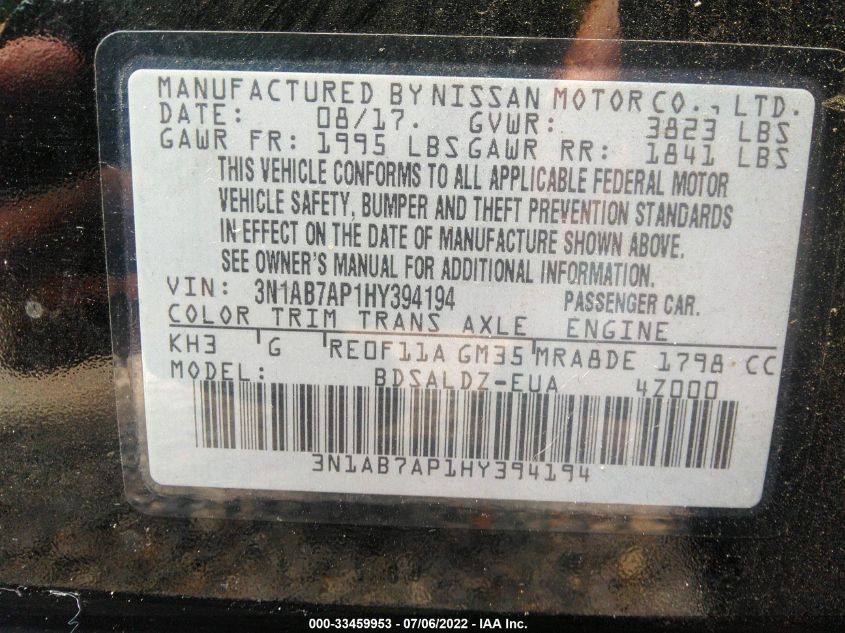 MANUFACTURED BY NISSAN MOTOR CO., LTD.
DATE: 08/17. GVWR: 3823 LBS
GAWR FR: 1995 LBS GAWR RR: 1841 LBS
THIS VEHICLE CONFORMS TO ALL APPLICABLE FEDERAL MOTOR
VEHICLE SAFETY, BUMPER AND THEFT PREVENTION STANDARDS
IN EFFECT ON THE DATE OF MANUFACTURE SHOWN ABOVE.
SEE OWNER'S MANUAL FOR ADDITIONAL INFORMATION.
VIN: 3N1AB7AP1HY394194 PASSENGER CAR.
COLOR TRIM TRANS AXLE ENGINE
KH3 G RE0F11A GM35 MRA8DE 1798 CC
MODEL: BDSALDZ-EUA 4Z000
3N1AB7AP1HY394194
000-33459953 - 07/06/2022 - IAA Inc.